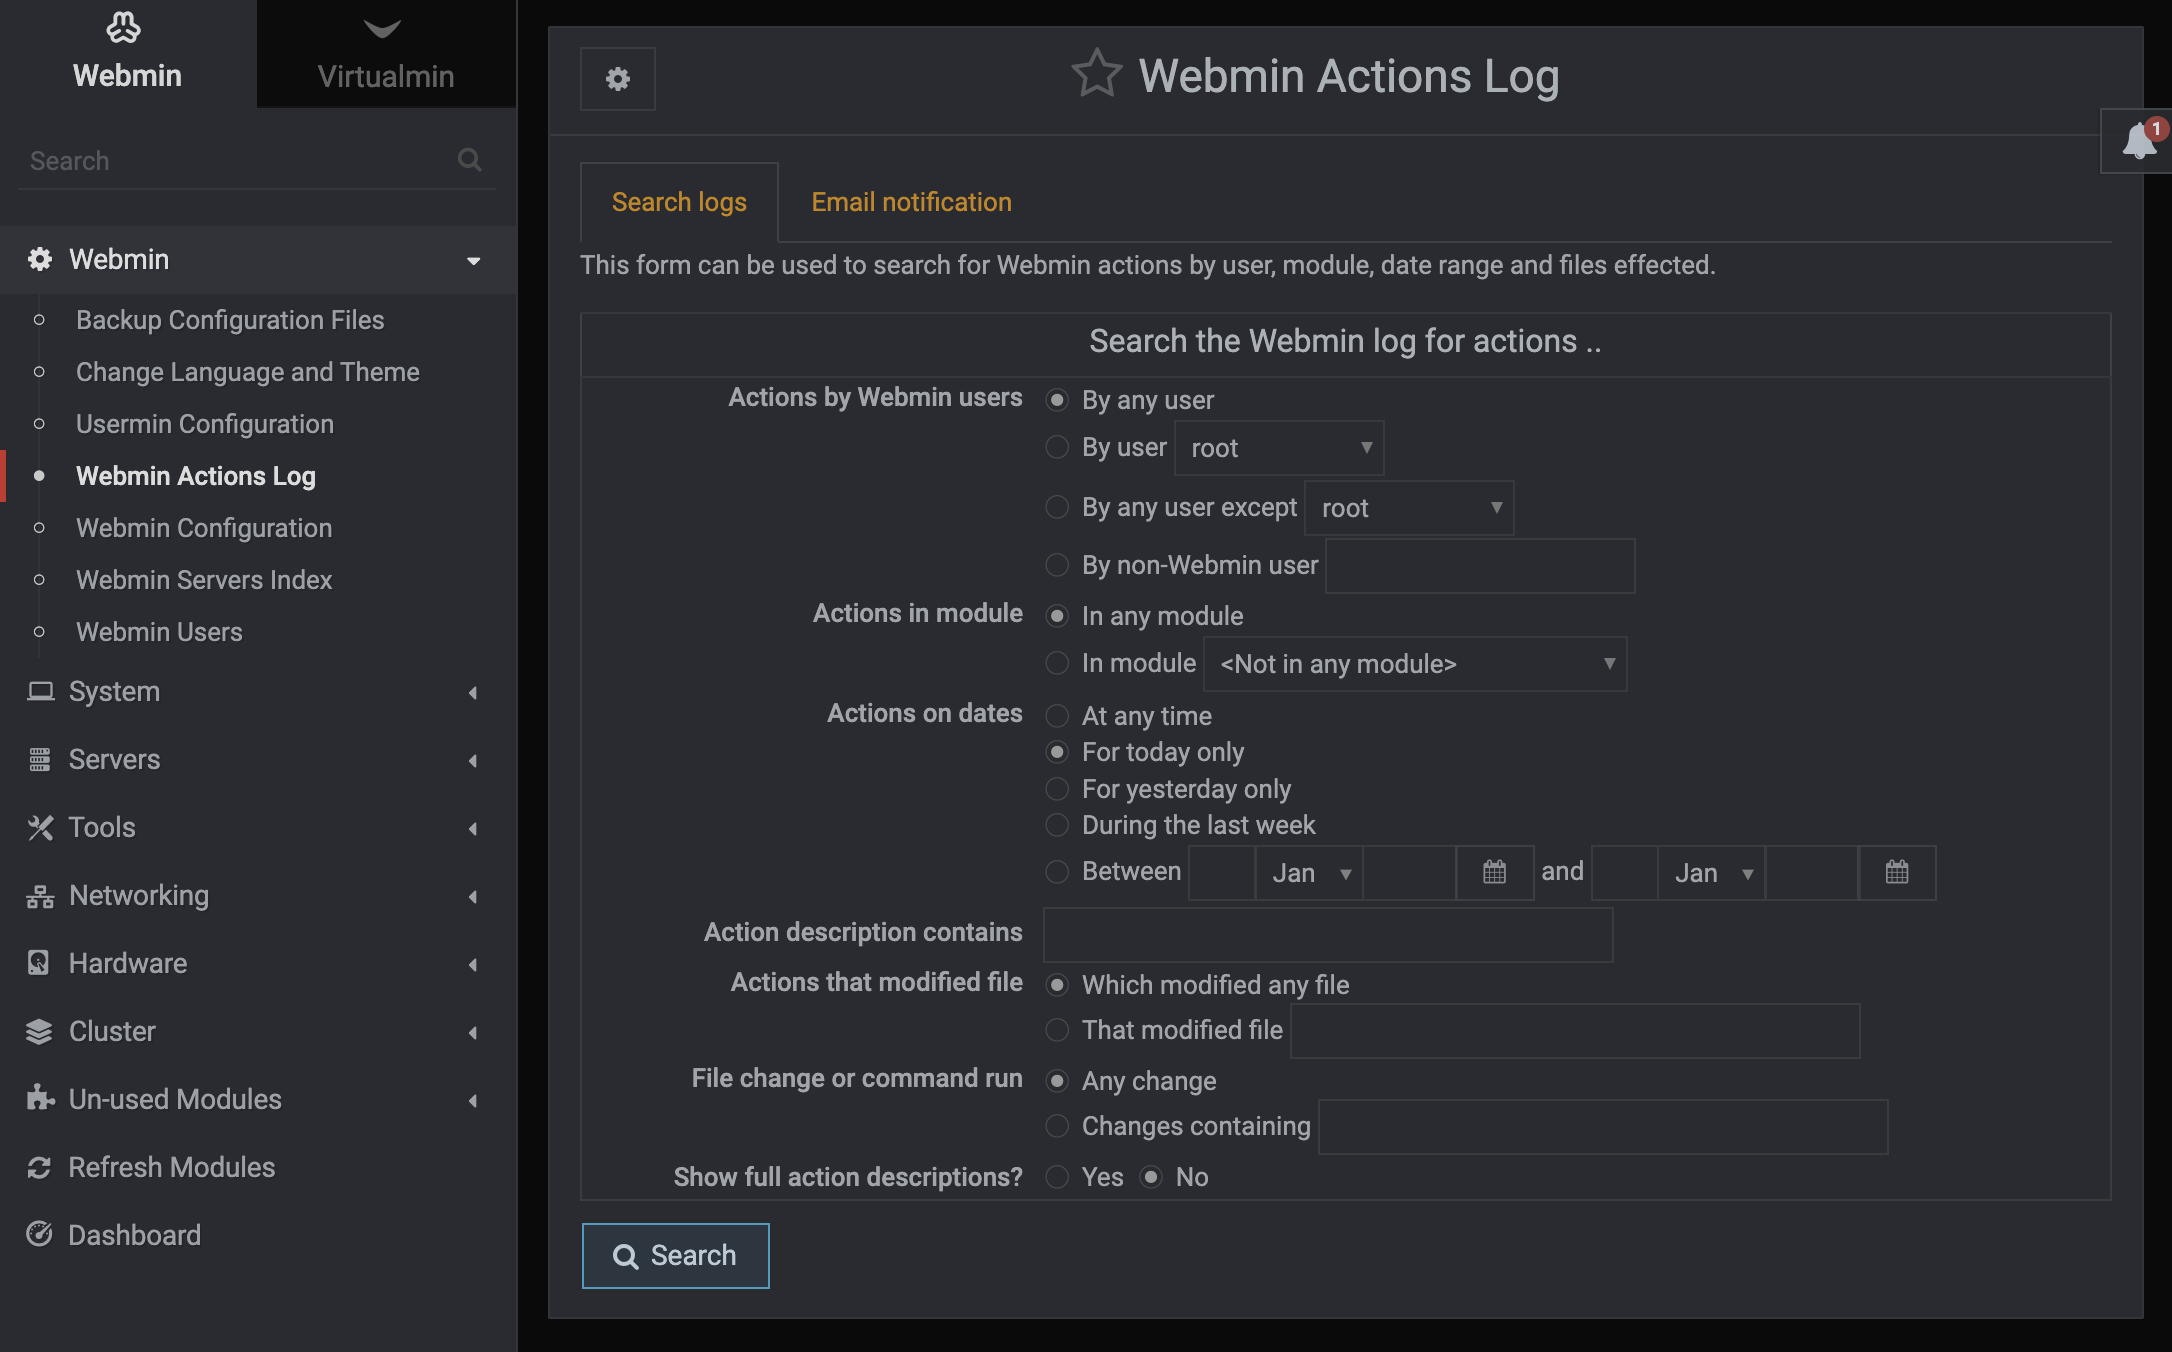 Webmin
Virtualmin
Search
Webmin
Backup Configuration Files
Change Language and Theme
Usermin Configuration
Webmin Actions Log
Webmin Configuration
Webmin Servers Index
Webmin Users
System
Servers
Tools
Networking
Hardware
Cluster
Un-used Modules
Refresh Modules
Dashboard
Webmin Actions Log
1
Search logs
Email notification
This form can be used to search for Webmin actions by user, module, date range and files effected.
Search the Webmin log for actions ..
Actions by Webmin users By any user
By user root
By any user except root
By non-Webmin user
Actions in module In any module
In module <Not in any module>
Actions on dates At any time
For today only
For yesterday only
During the last week
Between Jan and Jan
Action description contains
Actions that modified file Which modified any file
That modified file
File change or command run Any change
Changes containing
Show full action descriptions? Yes No
Search